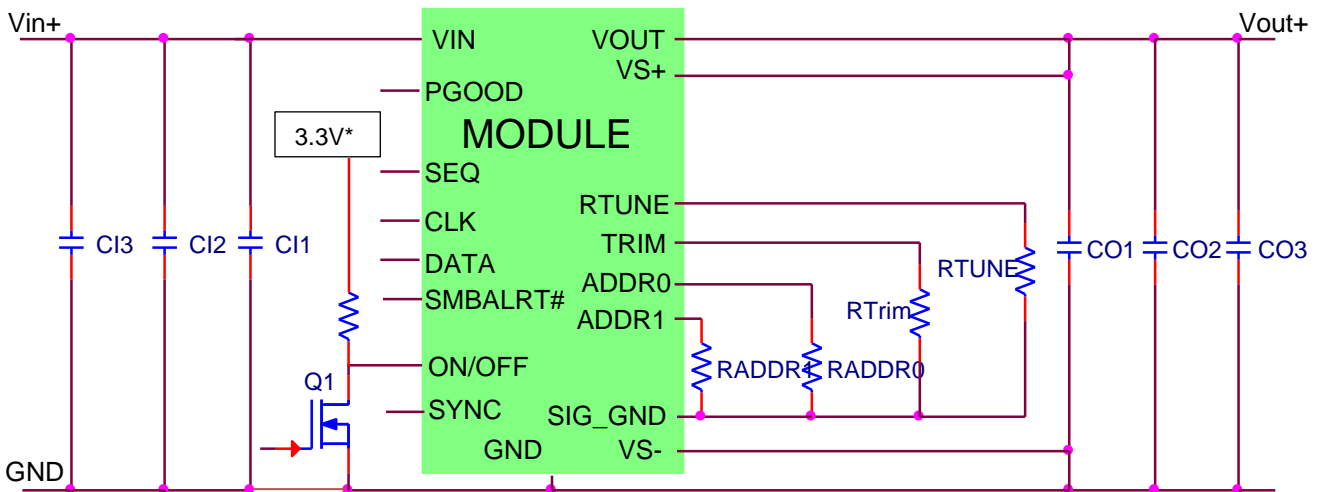 Vin+
Vout+
VIN
VOUT
VS+
PGOOD
MODULE
3.3V*
SEQ
RTUNE
CLK
TRIM
CI3
CI2
CI1
CO1
CO2
CO3
DATA
RTUNE
ADDR0
SMBALRT#
RTrim
ADDR1
ON/OFF
RADDR1
RADDR0
Q1
SYNC
SIG_GND
GND
VS-
GND